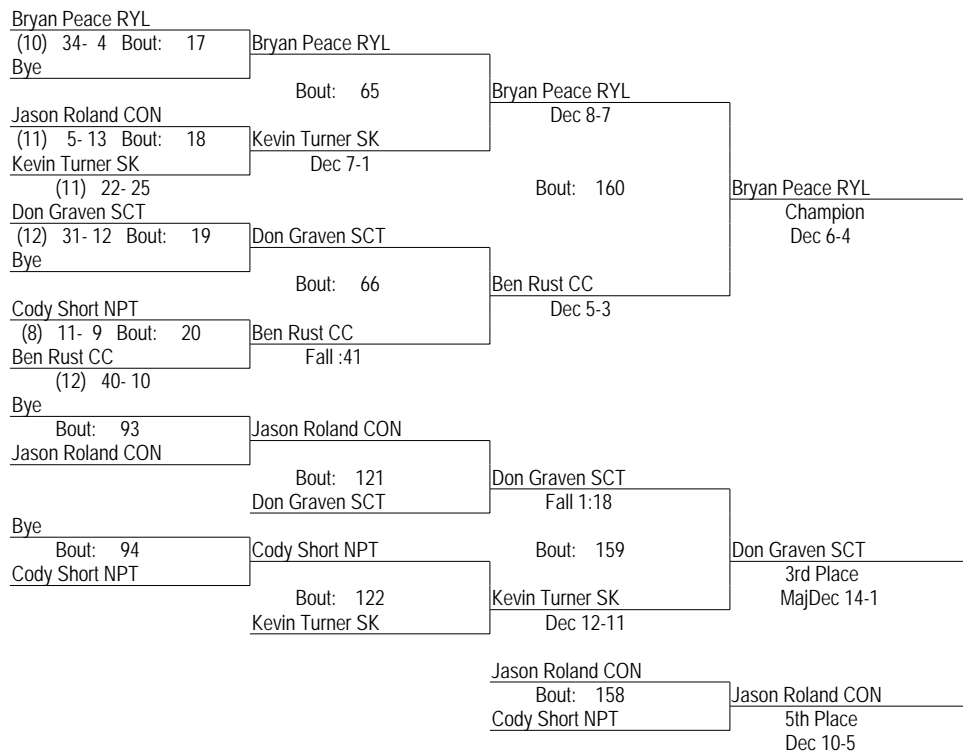 Bryan Peace RYL
(10) 34- 4 Bout: 17
Bye
Bryan Peace RYL
Bout: 65
Jason Roland CON
(11) 5- 13 Bout: 18
Kevin Turner SK
(11) 22- 25
Kevin Turner SK
Dec 7-1
Bryan Peace RYL
Dec 8-7
Bout: 160
Don Graven SCT
(12) 31- 12 Bout: 19
Bye
Don Graven SCT
Bout: 66
Cody Short NPT
(8) 11- 9 Bout: 20
Ben Rust CC
(12) 40- 10
Ben Rust CC
Fall :41
Ben Rust CC
Dec 5-3
Bryan Peace RYL
Champion
Dec 6-4
Bye
Bout: 93
Jason Roland CON
Jason Roland CON
Bout: 121
Don Graven SCT
Don Graven SCT
Fall 1:18
Bout: 159
Bye
Bout: 94
Cody Short NPT
Cody Short NPT
Bout: 122
Kevin Turner SK
Kevin Turner SK
Dec 12-11
Don Graven SCT
3rd Place
MajDec 14-1
Jason Roland CON
Bout: 158
Cody Short NPT
Jason Roland CON
5th Place
Dec 10-5